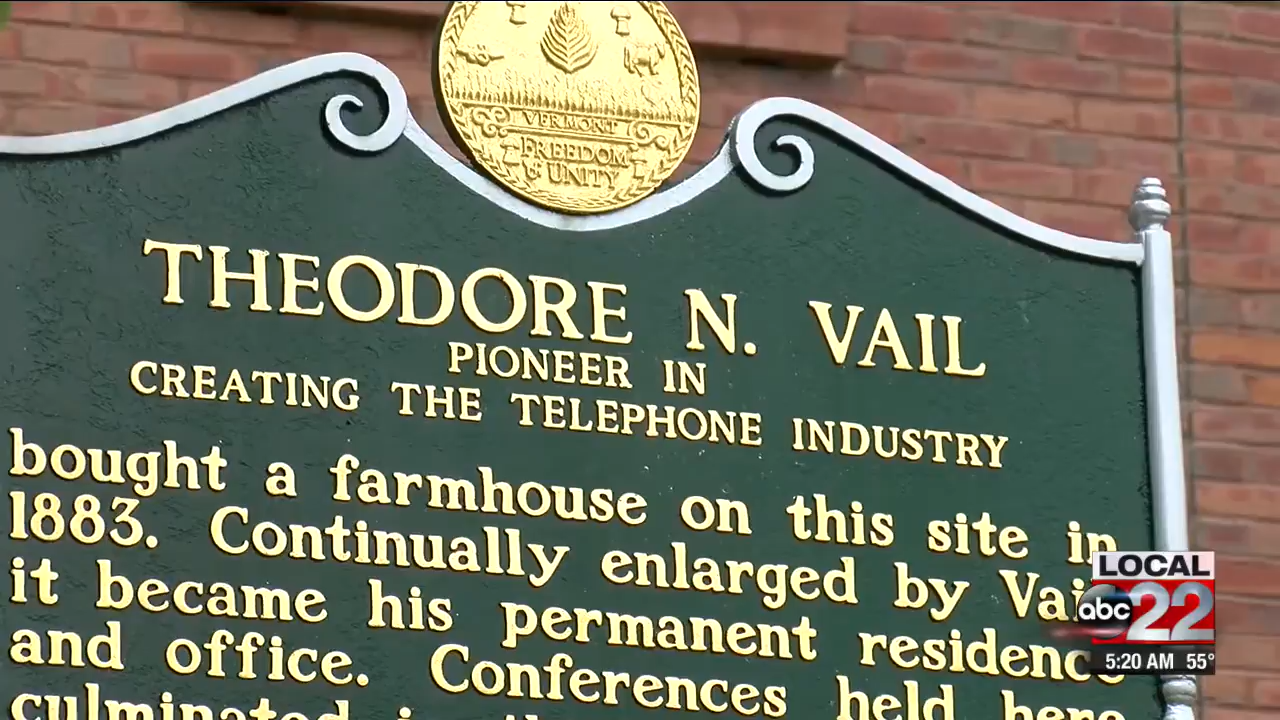 VERMONT
FREEDOM
& UNITY
THEODORE N. VAIL
PIONEER IN
CREATING THE TELEPHONE INDUSTRY
bought a farmhouse on this site in
1883. Continually enlarged by Vail
it became his permanent residence
and office. Conferences held here
culminated in
LOCAL
abc 22
5:20 AM 55°